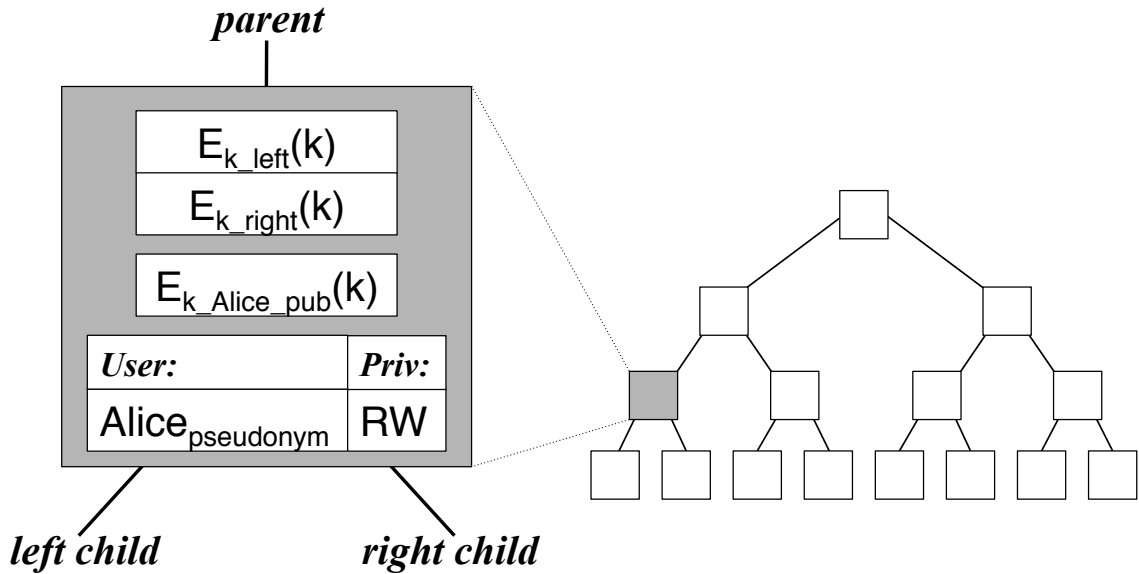 parent
E_k_left(k)
E_k_right(k)
E_k_Alice_pub(k)
User: Priv:
Alice_pseudonym RW
left child right child